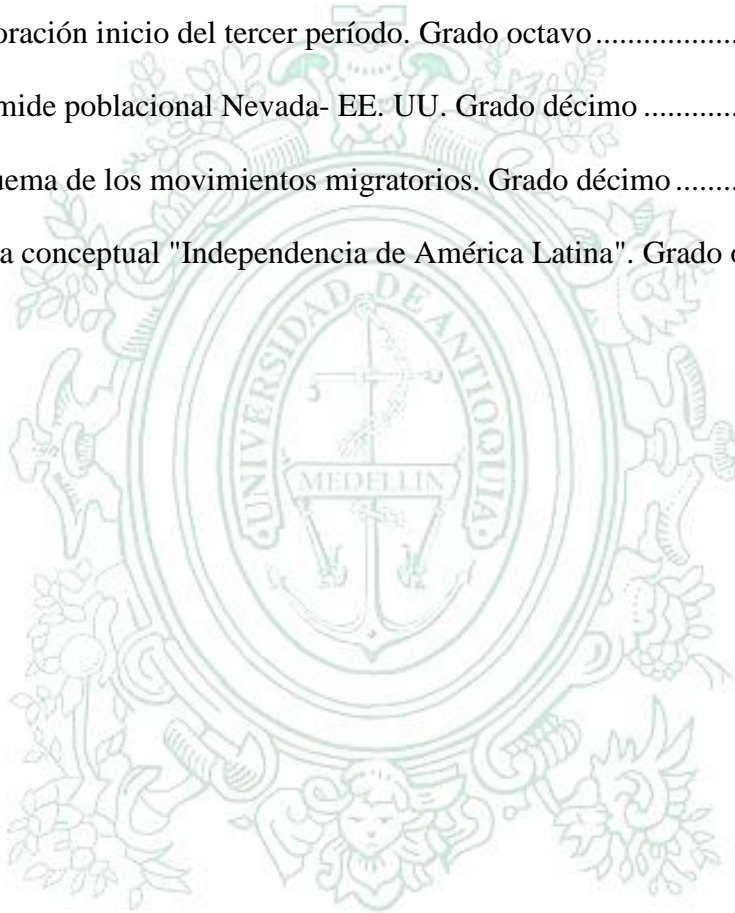 oración inicio del tercer período. Grado octavo.................
mide poblacional Nevada- EE. UU. Grado décimo ............
uema de los movimientos migratorios. Grado décimo ........
a conceptual "Independencia de América Latina". Grado o
UNIVERSIDAD DE ANTIOQUIA
MEDELLIN